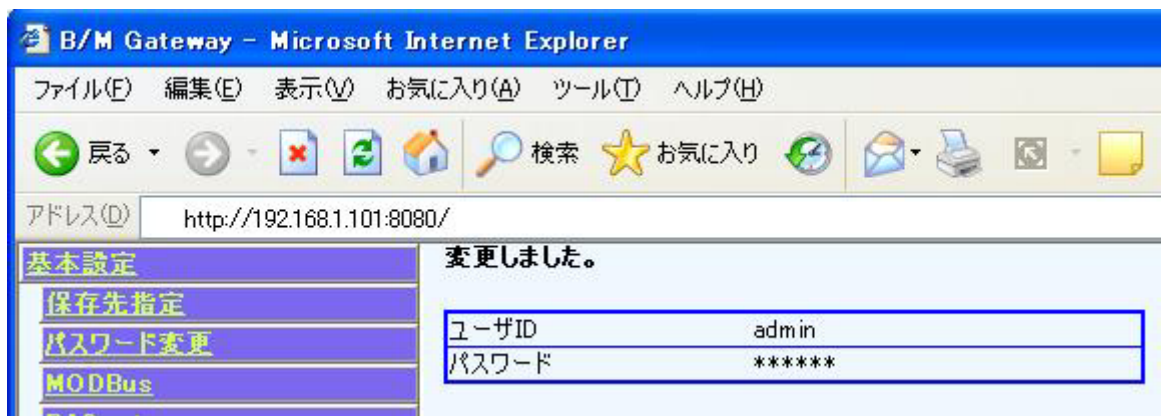 B/M Gateway - Microsoft Internet Explorer
ファイル(F) 編集(E) 表示(V) お気に入り(A) ツール(T) ヘルプ(H)
戻る 検索 お気に入り
アドレス(D) http://192.168.1.101:8080/
基本設定
保存先指定
パスワード変更
MODBus
変更しました。
ユーザID admin
パスワード ******